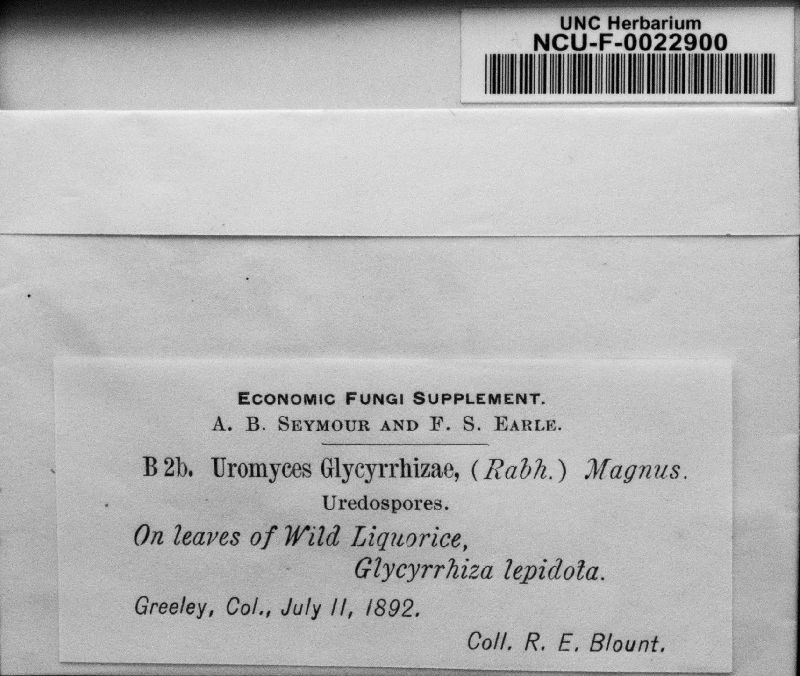 UNC Herbarium
NCU-F-0022900
Economic Fungi Supplement.
A. B. Seymour and F. S. Earle.
B 2b. Uromyces Glycyrrhizae, (Rabh.) Magnus.
Uredospores.
On leaves of Wild Liquorice,
Glycyrrhiza lepidota.
Greeley, Col., July 11, 1892.
Coll. R. E. Blount.